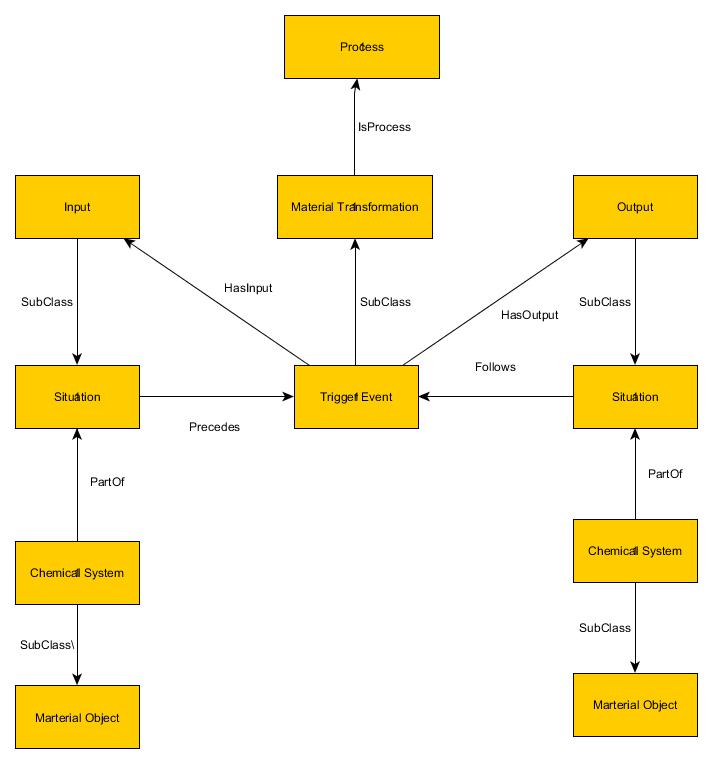 Process
IsProcess
Input
Material Transformation
Output
HasInput
SubClass
SubClass
SubClass
HasOutput
Follows
Situation
Trigger Event
Situation
Precedes
PartOf
PartOf
Chemical System
Chemical System
SubClass
SubClass\
Marterial Object
Marterial Object